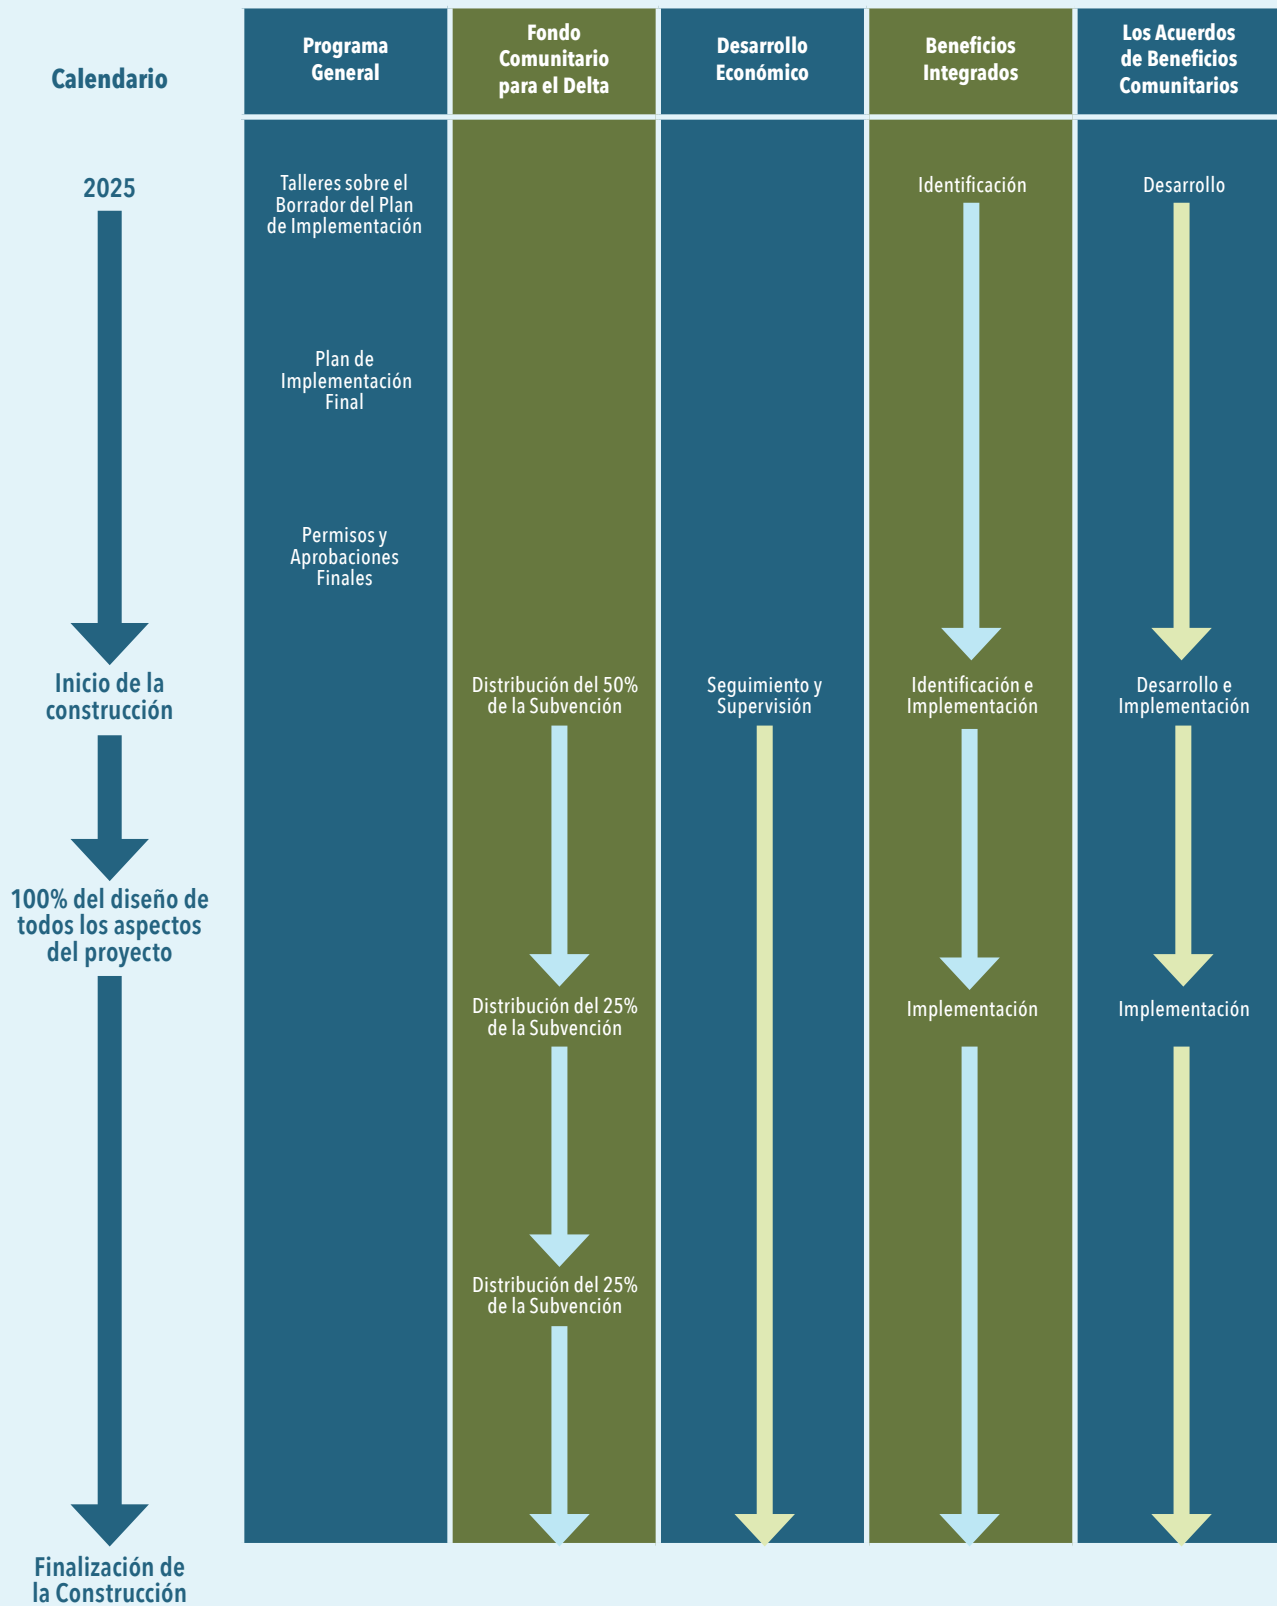 Calendario
Programa
General
Fondo
Comunitario
para el Delta
Desarrollo
Económico
Beneficios
Integrados
Los Acuerdos
de Beneficios
Comunitarios
2025
Talleres sobre el
Borrador del Plan
de Implementación
Identificación
Desarrollo
Plan de
Implementación
Final
Permisos y
Aprobaciones
Finales
Inicio de la
construcción
Distribución del 50%
de la Subvención
Seguimiento y
Supervisión
Identificación e
Implementación
Desarrollo e
Implementación
100% del diseño de
todos los aspectos
del proyecto
Distribución del 25%
de la Subvención
Implementación
Implementación
Distribución del 25%
de la Subvención
Finalización de
la Construcción